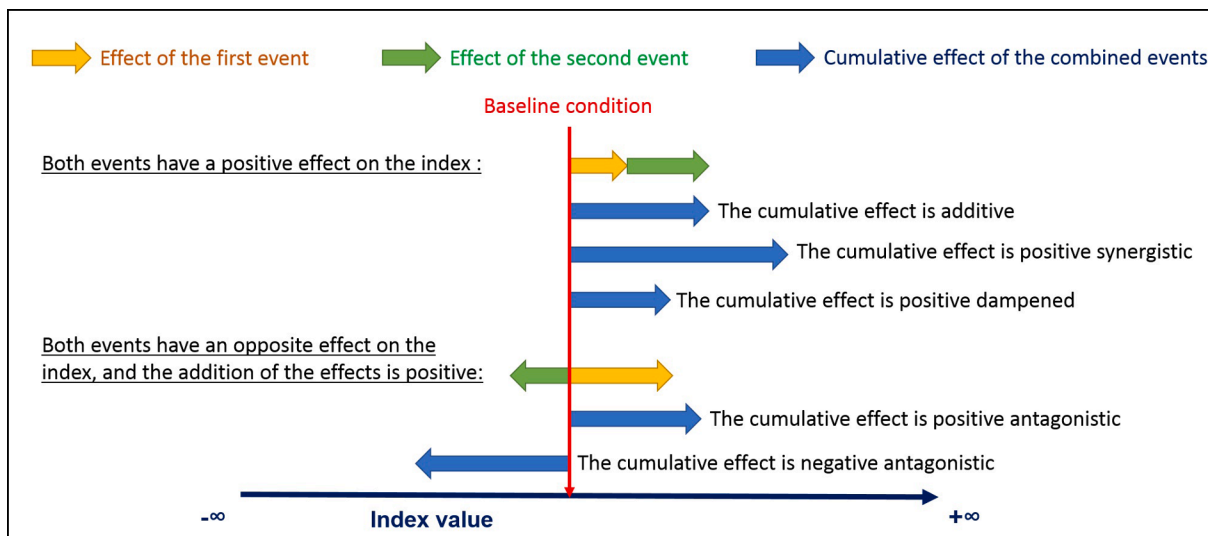 Effect of the first event
Effect of the second event
Cumulative effect of the combined events
Baseline condition
Both events have a positive effect on the index :
The cumulative effect is additive
The cumulative effect is positive synergistic
The cumulative effect is positive dampened
Both events have an opposite effect on the
index, and the addition of the effects is positive:
The cumulative effect is positive antagonistic
The cumulative effect is negative antagonistic
-∞
Index value
+∞